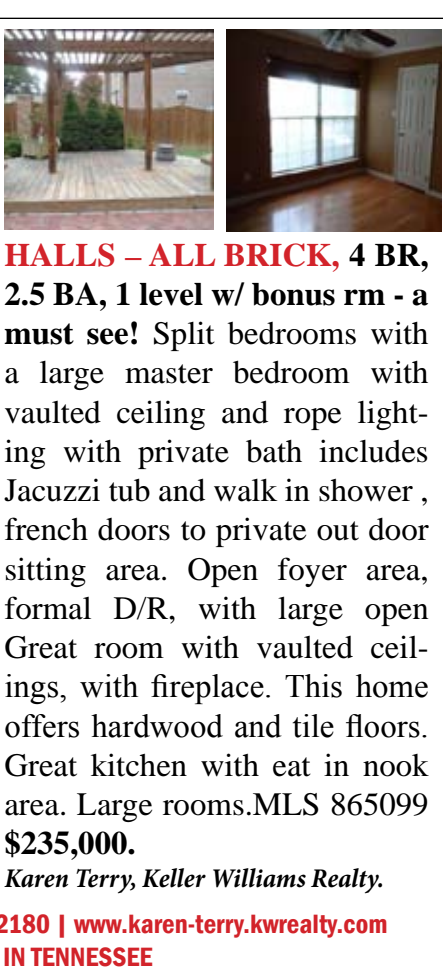 HALLS – ALL BRICK, 4 BR,
2.5 BA, 1 level w/ bonus rm - a
must see! Split bedrooms with
a large master bedroom with
vaulted ceiling and rope light-
ing with private bath includes
Jacuzzi tub and walk in shower ,
french doors to private out door
sitting area. Open foyer area,
formal D/R, with large open
Great room with vaulted ceil-
ings, with fireplace. This home
offers hardwood and tile floors.
Great kitchen with eat in nook
area. Large rooms.MLS 865099
$235,000.
Karen Terry, Keller Williams Realty.
2180 | www.karen-terry.kwrealty.com
IN TENNESSEE